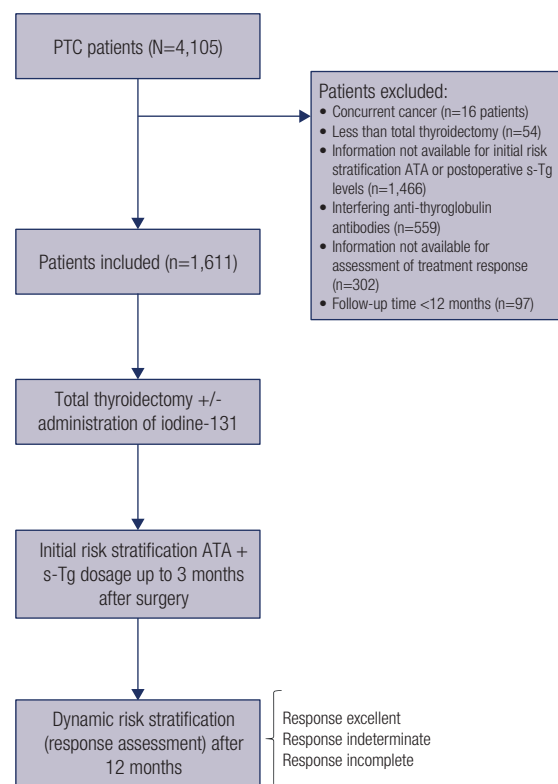 PTC patients (N=4,105)
Patients excluded:
• Concurrent cancer (n=16 patients)
• Less than total thyroidectomy (n=54)
• Information not available for initial risk
stratification ATA or postoperative s-Tg
levels (n=1,466)
• Interfering anti-thyroglobulin
antibodies (n=559)
• Information not available for
assessment of treatment response
(n=302)
• Follow-up time <12 months (n=97)
Patients included (n=1,611)
Total thyroidectomy +/-
administration of iodine-131
Initial risk stratification ATA +
s-Tg dosage up to 3 months
after surgery
Dynamic risk stratification
(response assessment) after
12 months
Response excellent
Response indeterminate
Response incomplete